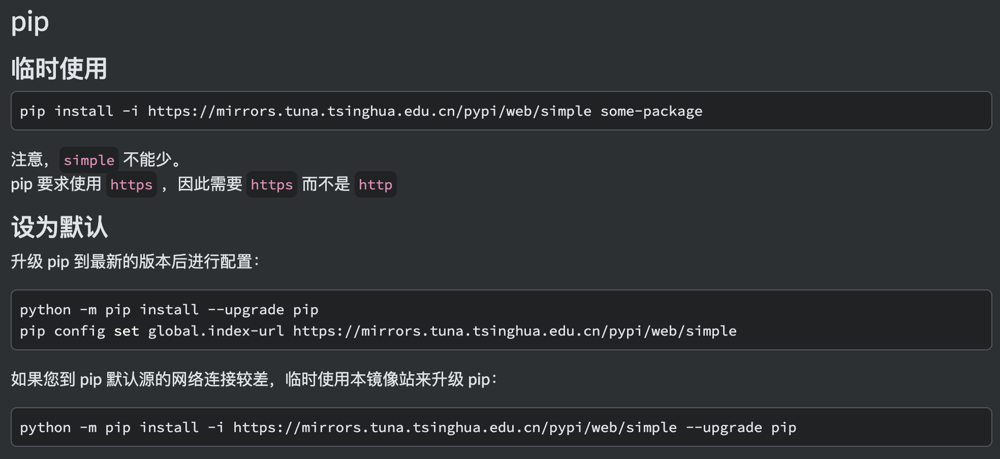 pip
临时使用
pip install -i https://mirrors.tuna.tsinghua.edu.cn/pypi/web/simple some-package
注意，simple 不能少。
pip 要求使用 https ，因此需要 https 而不是 http
设为默认
升级 pip 到最新的版本后进行配置：
python -m pip install --upgrade pip
pip config set global.index-url https://mirrors.tuna.tsinghua.edu.cn/pypi/web/simple
如果您到 pip 默认源的网络连接较差，临时使用本镜像站来升级 pip：
python -m pip install -i https://mirrors.tuna.tsinghua.edu.cn/pypi/web/simple --upgrade pip